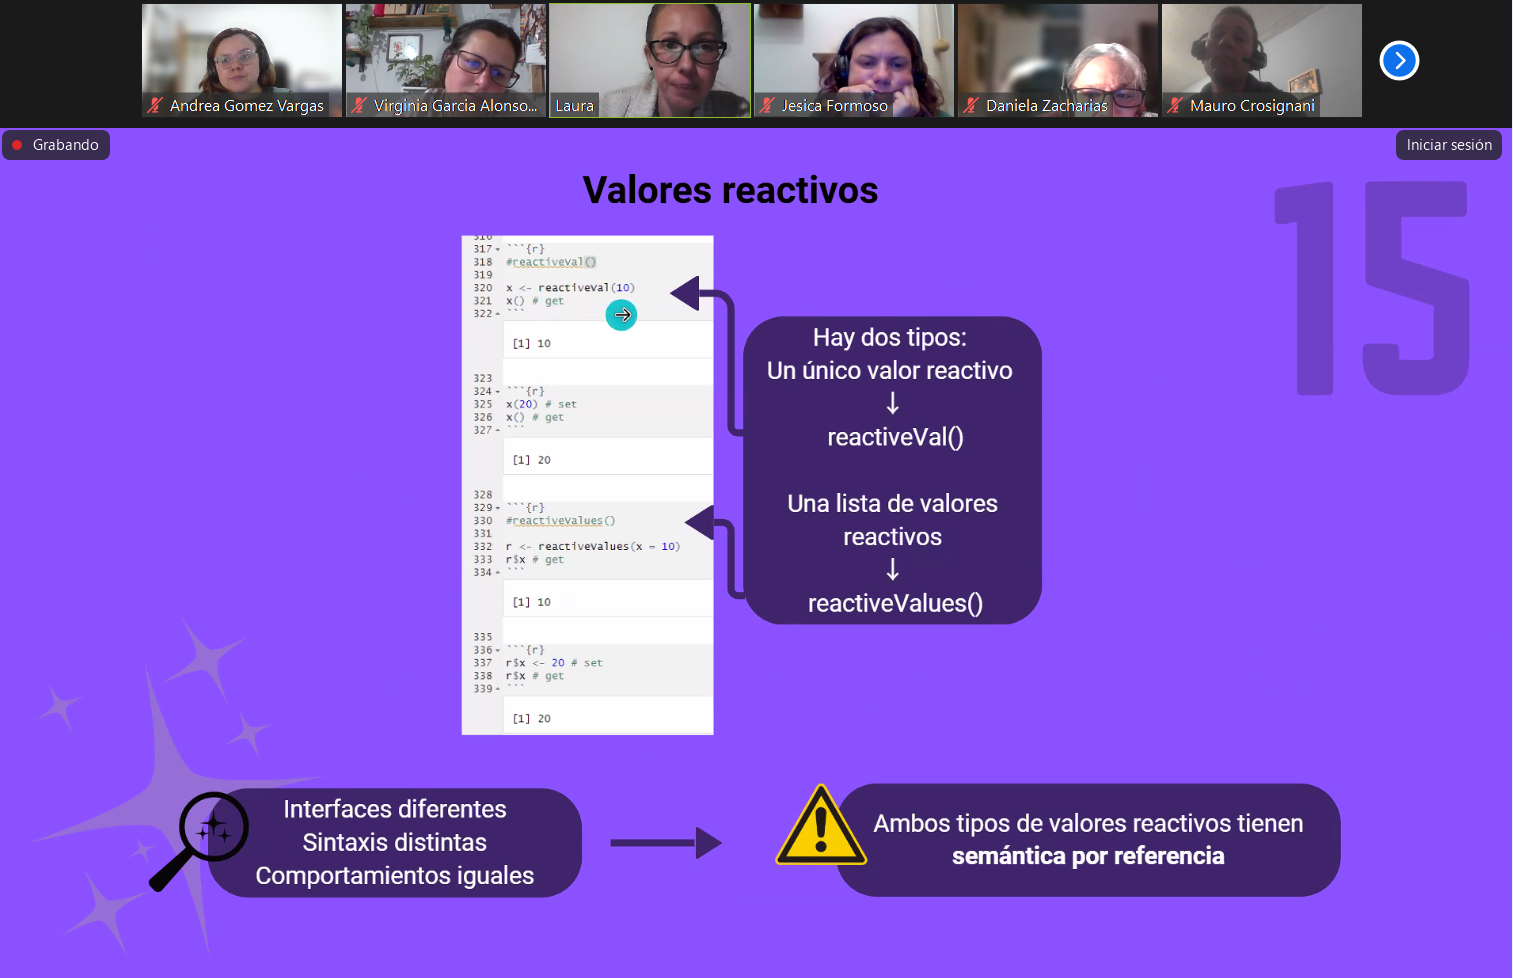 Andrea Gomez Vargas
Virginia Garcia Alonso...
Laura
Jesica Formoso
Daniela Zacharias
Mauro Crosignani
Grabando
Iniciar sesión
15
Valores reactivos
316
317 ```{r}
318 #reactiveVal()
319
320 x <- reactiveVal(10)
321 x() # get
322 ```
[1] 10
323
324 ```{r}
325 x(20) # set
326 x() # get
327 ```
[1] 20
328
329 ```{r}
330 #reactiveValues()
331
332 r <- reactiveValues(x = 10)
333 r$x # get
334 ```
[1] 10
335
336 ```{r}
337 r$x <- 20 # set
338 r$x # get
339 ```
[1] 20
Hay dos tipos:
Un único valor reactivo
↓
reactiveVal()
Una lista de valores
reactivos
↓
reactiveValues()
Interfaces diferentes
Sintaxis distintas
Comportamientos iguales
Ambos tipos de valores reactivos tienen
semántica por referencia